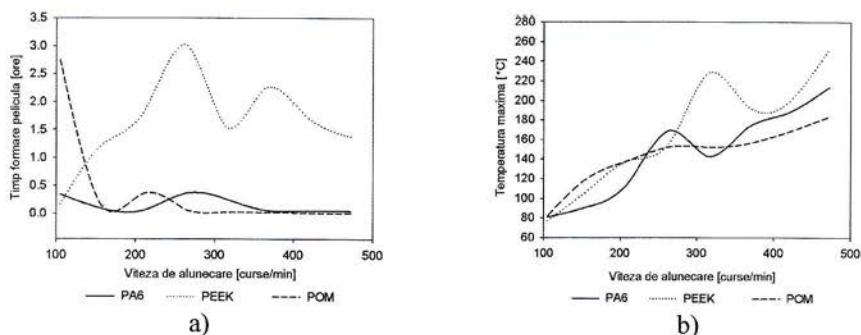 3.5
3.0
2.5
2.0
1.5
1.0
0.5
0.0
Timp formare pelicula [ore]
100 200 300 400 500
Viteza de alunecare [curse/min]
PA6 PEEK POM
a)
280
260
240
220
200
180
160
140
120
100
80
60
Temperatura maxima [°C]
100 200 300 400 500
Viteza de alunecare [curse/min]
PA6 PEEK POM
b)